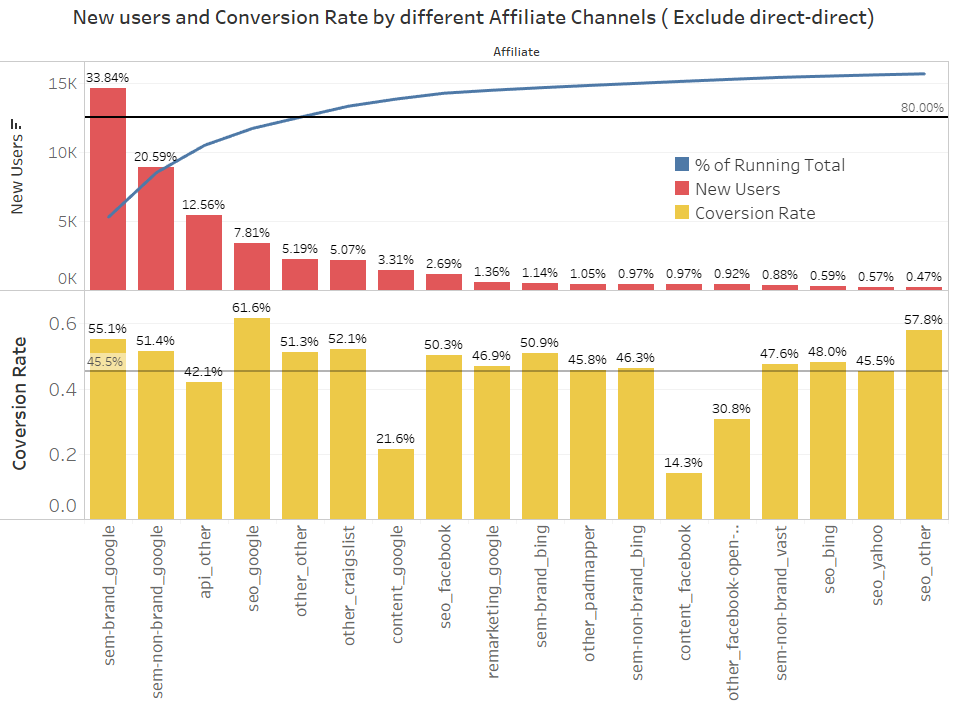 New users and Conversion Rate by different Affiliate Channels ( Exclude direct-direct)
Affiliate
New Users
15K
10K
5K
0K
33.84%
20.59%
12.56%
7.81%
5.19%
5.07%
3.31%
2.69%
1.36%
1.14%
1.05%
0.97%
0.97%
0.92%
0.88%
0.59%
0.57%
0.47%
80.00%
% of Running Total
New Users
Coversion Rate
Coversion Rate
0.6
0.4
0.2
0.0
55.1%
45.5%
51.4%
42.1%
61.6%
51.3%
52.1%
21.6%
50.3%
46.9%
50.9%
45.8%
46.3%
14.3%
30.8%
47.6%
48.0%
45.5%
57.8%
sem-brand_google
sem-non-brand_google
api_other
seo_google
other_other
other_craigslist
content_google
seo_facebook
remarketing_google
sem-brand_bing
other_padmapper
sem-non-brand_bing
content_facebook
other_facebook-open-..
sem-non-brand_vast
seo_bing
seo_yahoo
seo_other